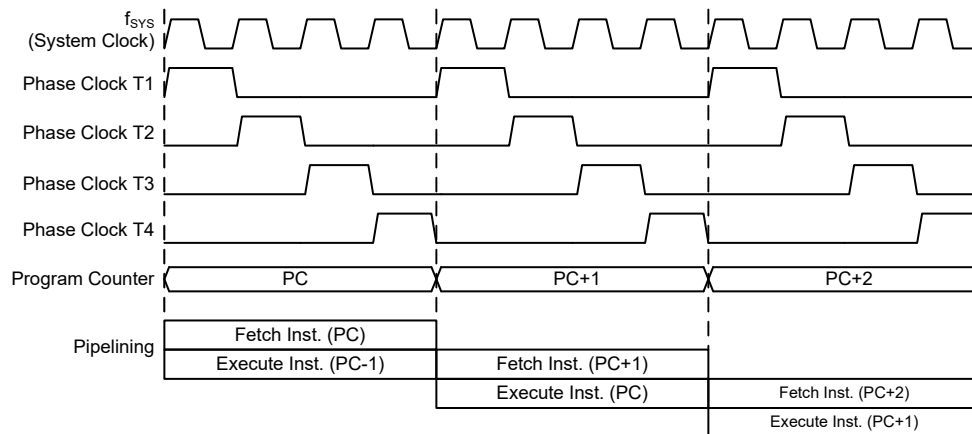 fSYS
(System Clock)
Phase Clock T1
Phase Clock T2
Phase Clock T3
Phase Clock T4
Program Counter PC PC+1 PC+2
Pipelining
Fetch Inst. (PC)
Execute Inst. (PC-1) Fetch Inst. (PC+1)
Execute Inst. (PC) Fetch Inst. (PC+2)
Execute Inst. (PC+1)